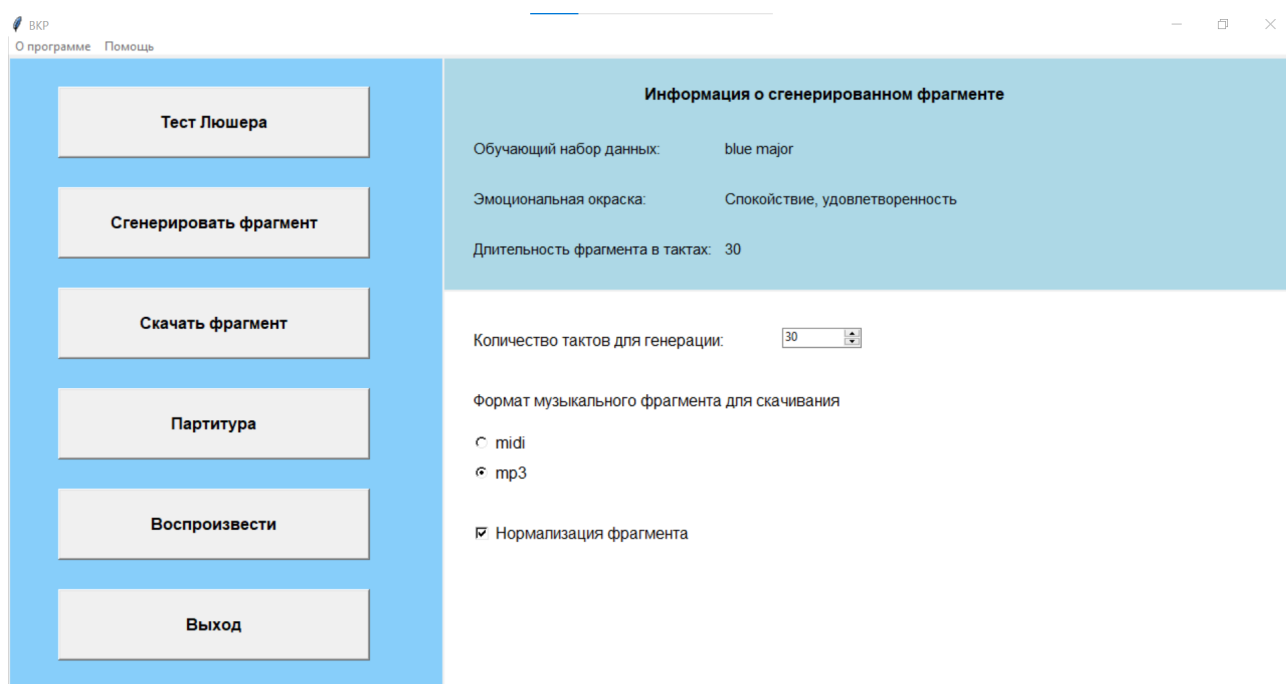 ВКР
О программе Помощь
Тест Люшера
Сгенерировать фрагмент
Скачать фрагмент
Партитура
Воспроизвести
Выход
Информация о сгенерированном фрагменте
Обучающий набор данных: blue major
Эмоциональная окраска: Спокойствие, удовлетворенность
Длительность фрагмента в тактах: 30
Количество тактов для генерации: 30
Формат музыкального фрагмента для скачивания
midi
mp3
Нормализация фрагмента